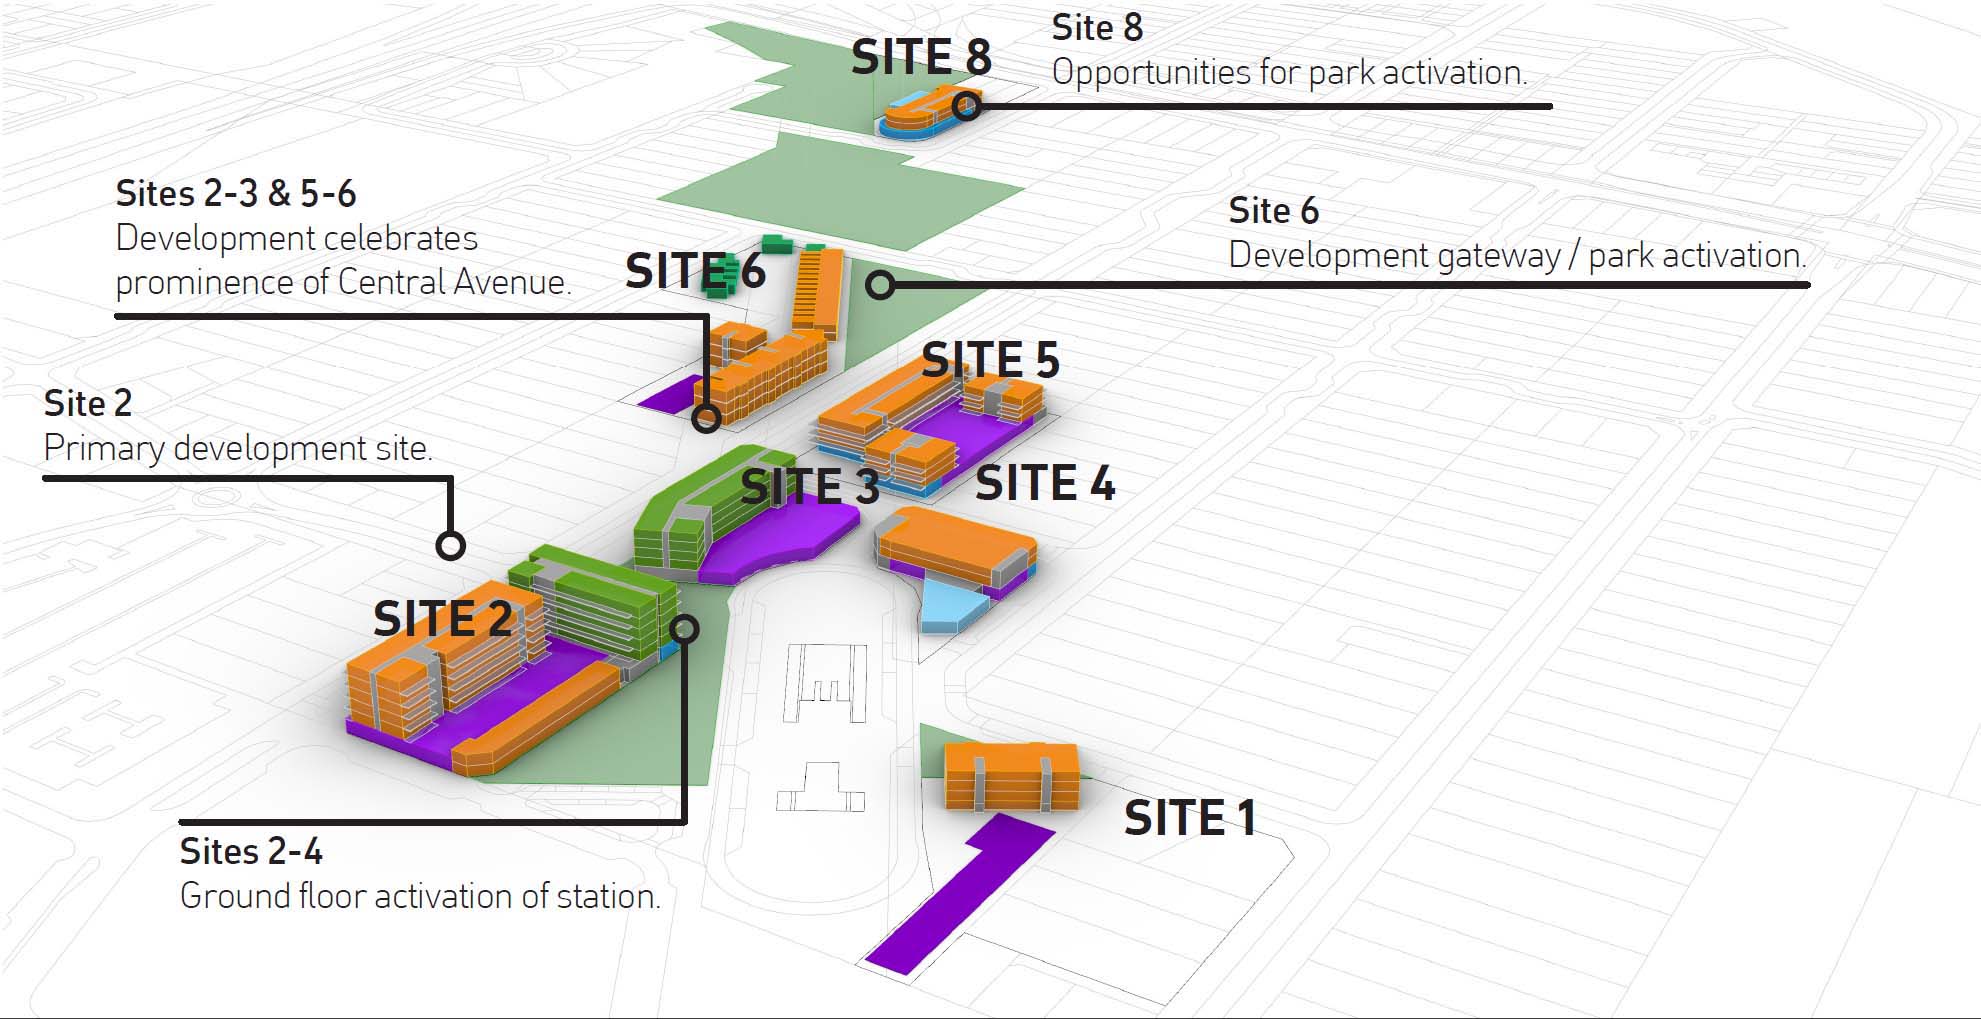 SITE 8
Site 8
Opportunities for park activation.
Sites 2-3 & 5-6
Development celebrates
prominence of Central Avenue.
Site 6
Development gateway / park activation.
SITE 6
SITE 5
Site 2
Primary development site.
SITE 3
SITE 4
SITE 2
SITE 1
Sites 2-4
Ground floor activation of station.